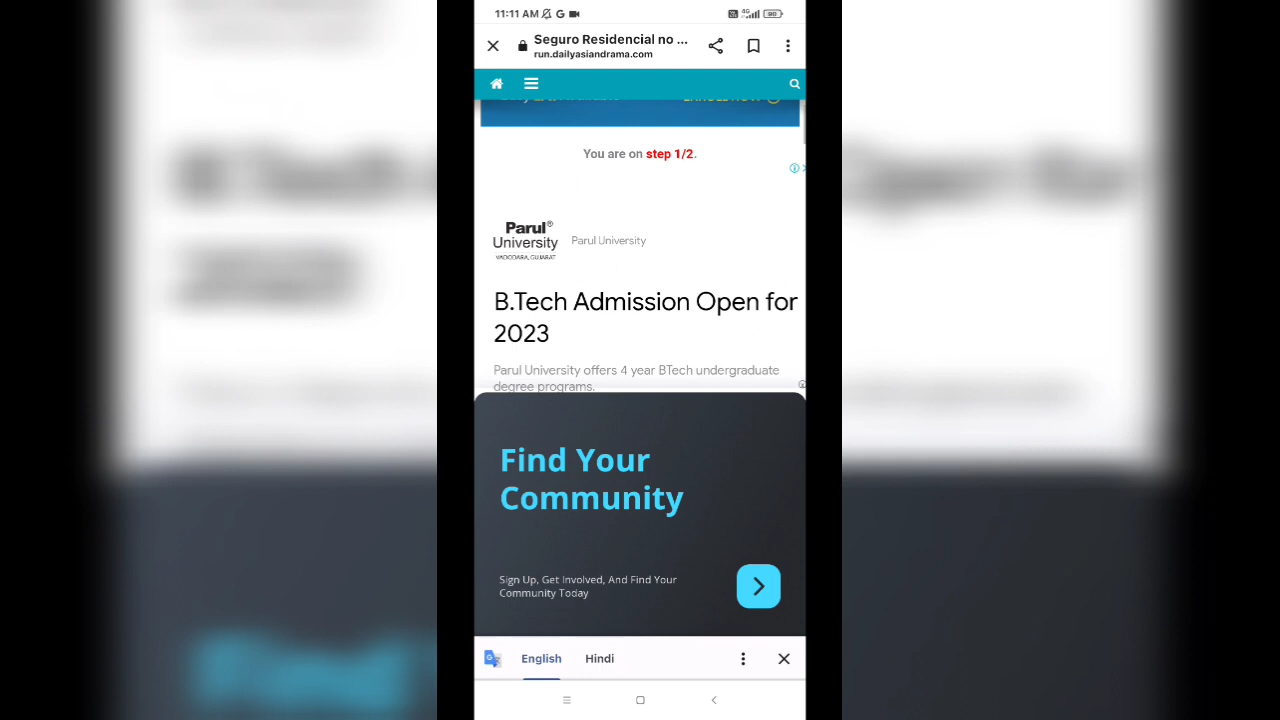 11:11 AM
4G
90
Seguro Residencial no ...
run.dailyasiandrama.com
You are on step 1/2.
Parul®
University
VADODARA, GUJARAT
Parul University
B.Tech Admission Open for
2023
Parul University offers 4 year BTech undergraduate
degree programs.
Find Your
Community
Sign Up, Get Involved, And Find Your
Community Today
English
Hindi